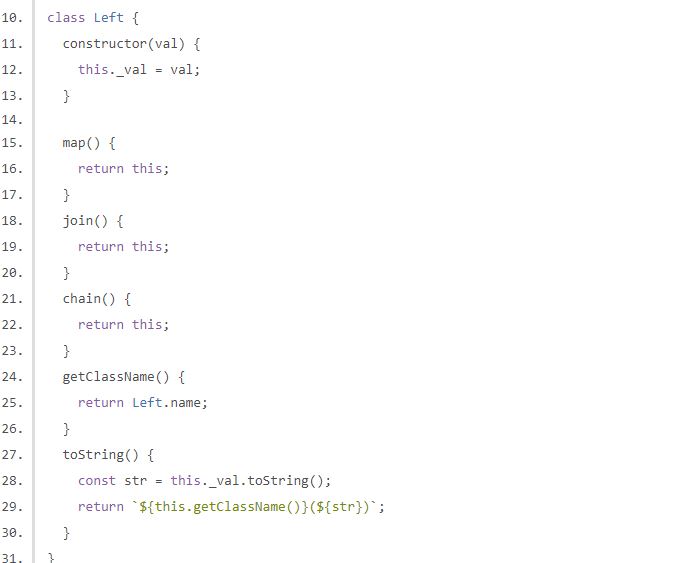 10. class Left {
11.   constructor(val) {
12.     this._val = val;
13.   }
14.
15.   map() {
16.     return this;
17.   }
18.   join() {
19.     return this;
20.   }
21.   chain() {
22.     return this;
23.   }
24.   getClassName() {
25.     return Left.name;
26.   }
27.   toString() {
28.     const str = this._val.toString();
29.     return `${this.getClassName()}(${str})`;
30.   }
31. }